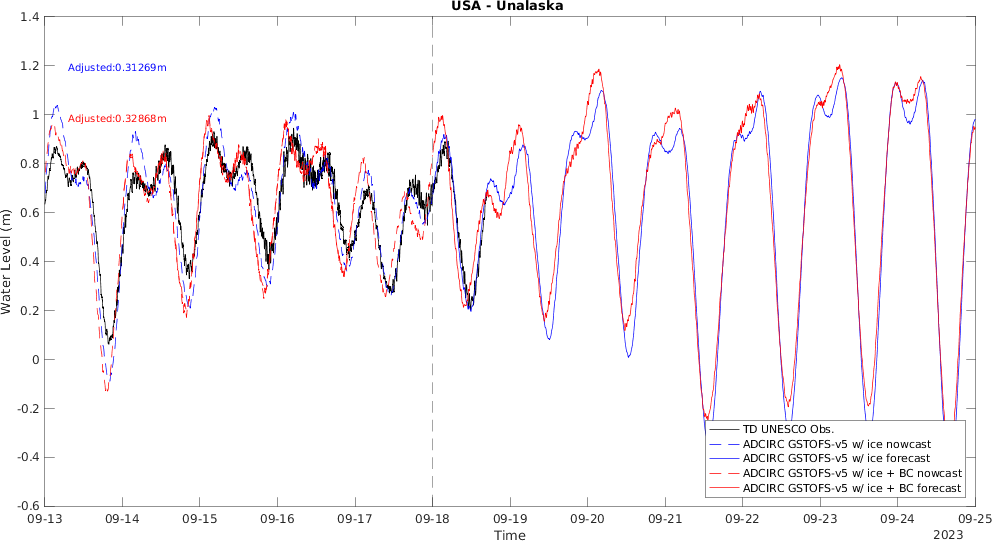 USA - Unalaska
1.4
1.2
1
0.8
0.6
0.4
0.2
0
-0.2
-0.4
-0.6
Water Level (m)
Adjusted:0.31269m
Adjusted:0.32868m
TD UNESCO Obs.
ADCIRC GSTOFS-v5 w/ ice nowcast
ADCIRC GSTOFS-v5 w/ ice forecast
ADCIRC GSTOFS-v5 w/ ice + BC nowcast
ADCIRC GSTOFS-v5 w/ ice + BC forecast
09-13 09-14 09-15 09-16 09-17 09-18 09-19 09-20 09-21 09-22 09-23 09-24 09-25
Time
2023